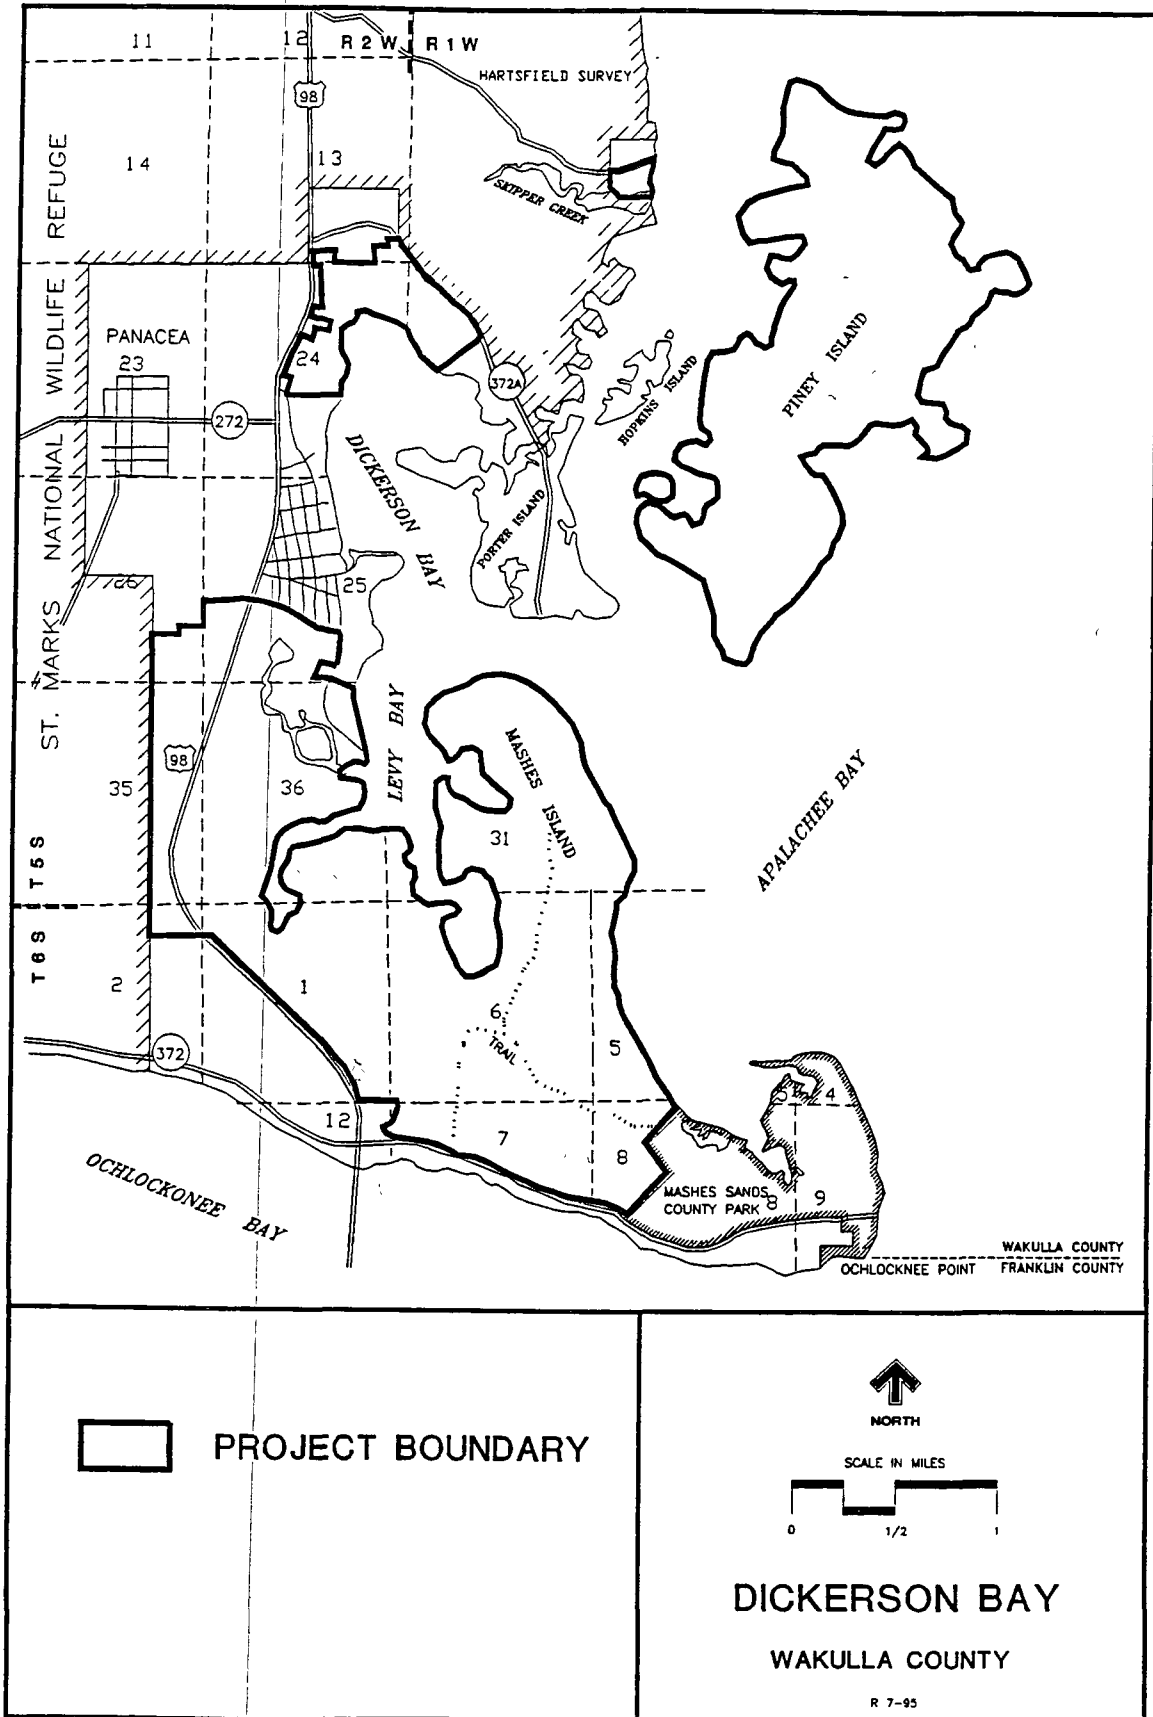 11
12
R 2 W
R 1 W
HARTSFIELD SURVEY
98
14
13
SKIPPER CREEK
ST. MARKS NATIONAL WILDLIFE REFUGE
PANACEA
23
24
272
372A
HOPKINS ISLAND
PINEY ISLAND
DICKERSON BAY
PORTER ISLAND
26
25
98
35
36
LEVY BAY
MASHES ISLAND
31
APALACHEE BAY
T5S
T6S
2
1
6
TRAIL
5
372
12
7
8
5
4
MASHES SANDS
COUNTY PARK
8
9
OCHLOCKONEE BAY
WAKULLA COUNTY
OCHLOCKNEE POINT
FRANKLIN COUNTY
PROJECT BOUNDARY
NORTH
SCALE IN MILES
0 1/2 1
DICKERSON BAY
WAKULLA COUNTY
R 7-95